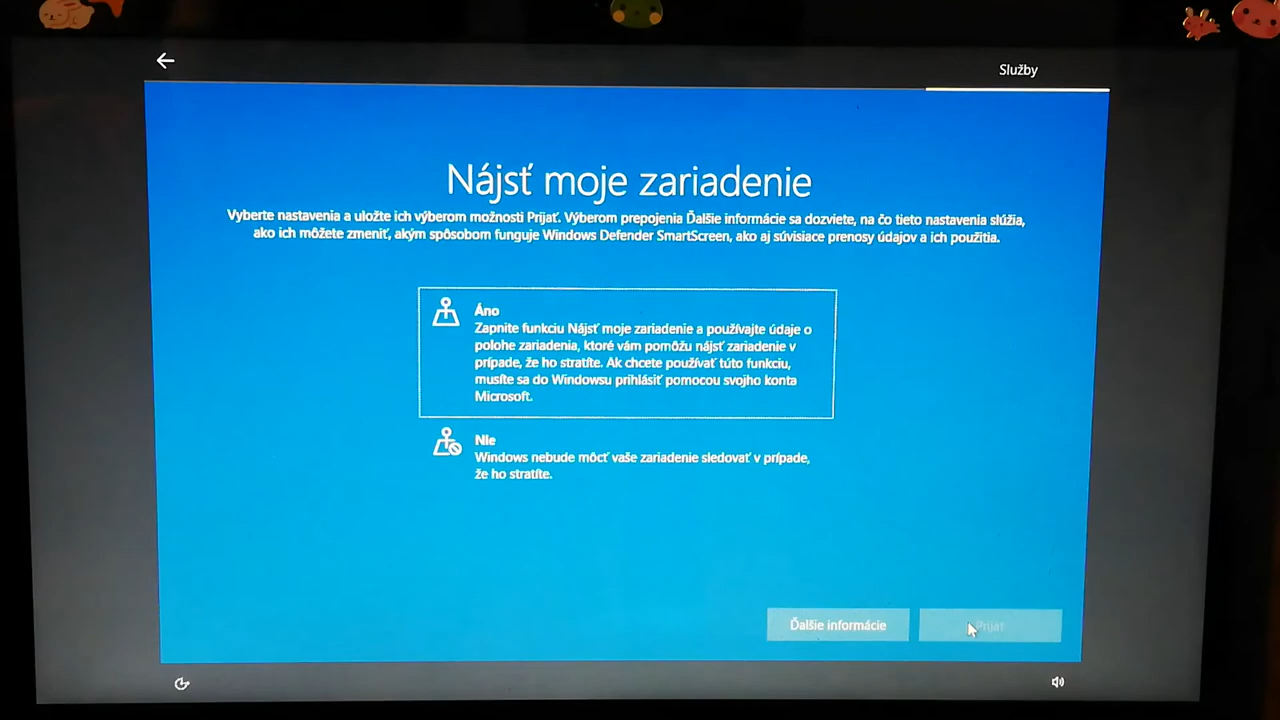 Služby
Nájsť moje zariadenie
Vyberte nastavenia a uložte ich výberom možnosti Prijať. Výberom prepojenia Ďalšie informácie sa dozviete, na čo tieto nastavenia slúžia,
ako ich môžete zmeniť, akým spôsobom funguje Windows Defender SmartScreen, ako aj súvisiace prenosy údajov a ich použitia.
Áno
Zapnite funkciu Nájsť moje zariadenie a používajte údaje o
polohe zariadenia, ktoré vám pomôžu nájsť zariadenie v
prípade, že ho stratíte. Ak chcete používať túto funkciu,
musíte sa do Windowsu prihlásiť pomocou svojho konta
Microsoft.
Nie
Windows nebude môcť vaše zariadenie sledovať v prípade,
že ho stratíte.
Ďalšie informácie
Prijať